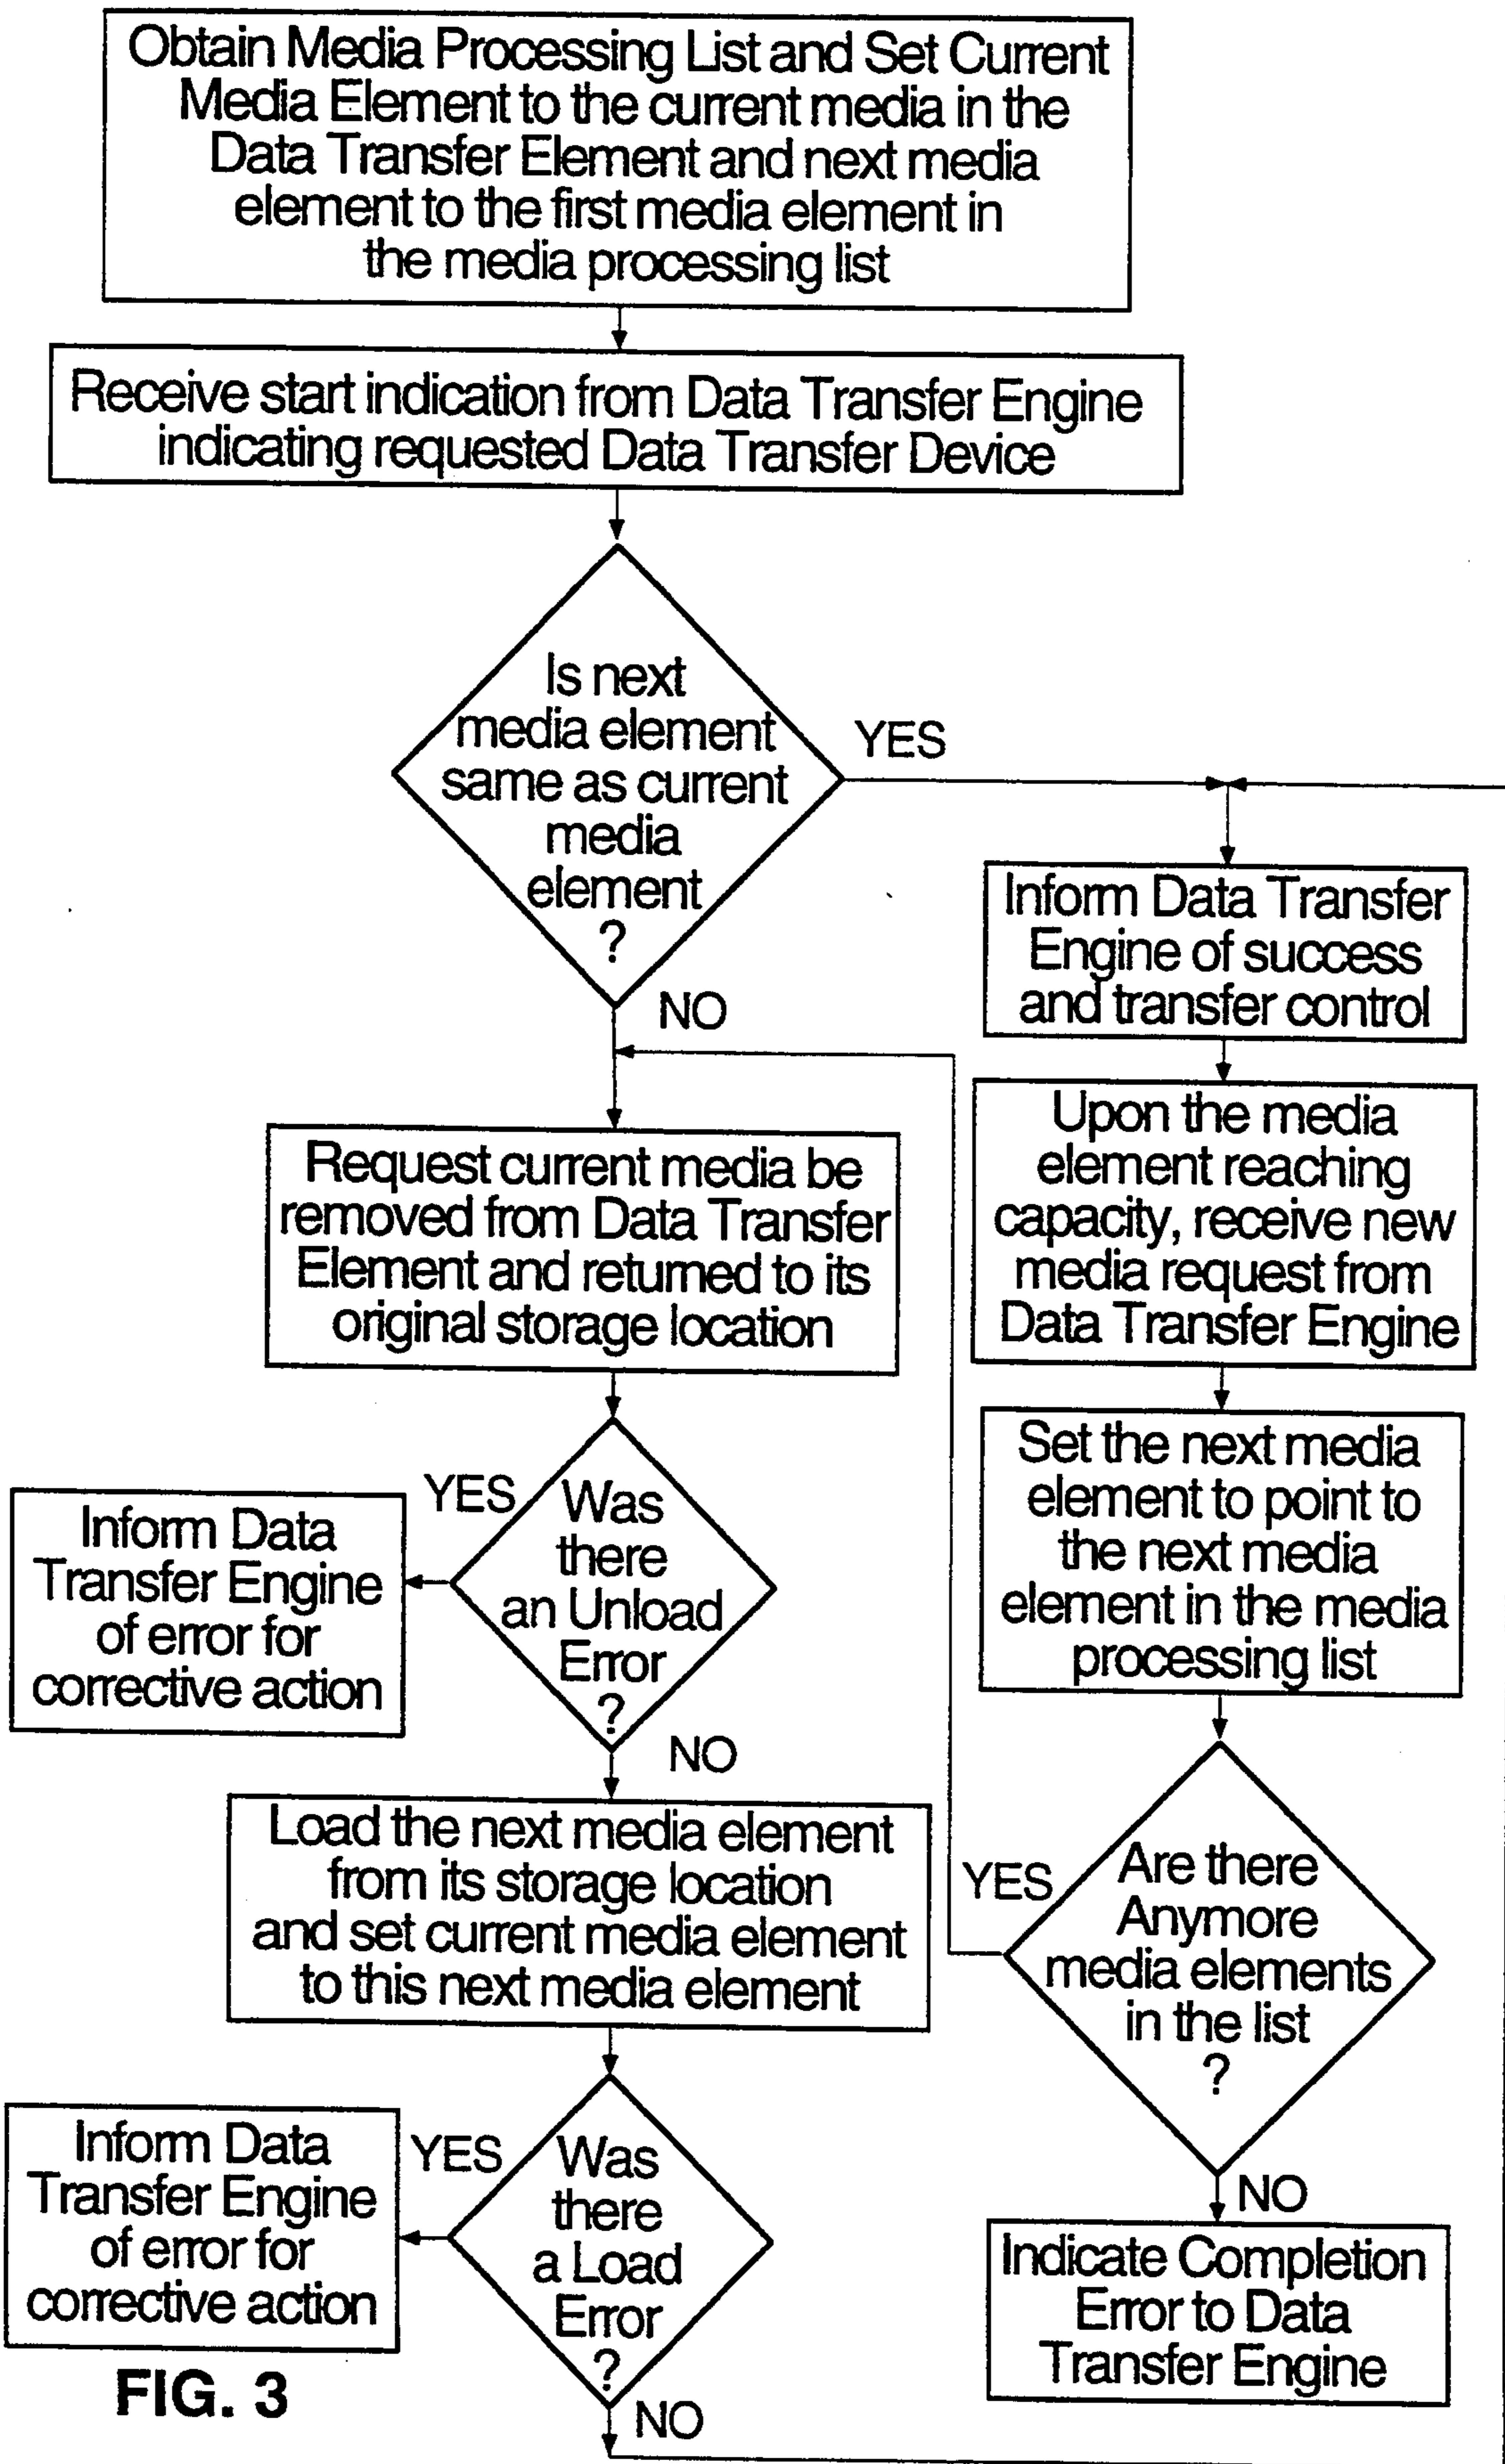 Obtain Media Processing List and Set Current
Media Element to the current media in the
Data Transfer Element and next media
element to the first media element in
the media processing list
Receive start indication from Data Transfer Engine
indicating requested Data Transfer Device
Is next
media element
same as current
media
element
?
YES
NO
Inform Data Transfer
Engine of success
and transfer control
Upon the media
element reaching
capacity, receive new
media request from
Data Transfer Engine
Set the next media
element to point to
the next media
element in the media
processing list
Are there
Anymore
media elements
in the list
?
YES
NO
Indicate Completion
Error to Data
Transfer Engine
Request current media be
removed from Data Transfer
Element and returned to its
original storage location
Was
there
an Unload
Error
?
YES
Inform Data
Transfer Engine
of error for
corrective action
NO
Load the next media element
from its storage location
and set current media element
to this next media element
Was
there
a Load
Error
?
YES
Inform Data
Transfer Engine
of error for
corrective action
NO
FIG. 3